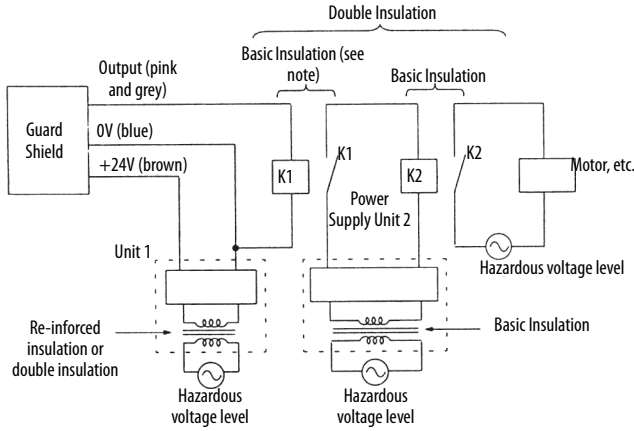 Double Insulation
Output (pink
and grey)
Basic Insulation (see
note)
Basic Insulation
Guard
Shield
0V (blue)
+24V (brown)
K1
K1
K2
K2
Motor, etc.
Power
Supply Unit 2
Unit 1
Hazardous voltage level
Re-inforced
insulation or
double insulation
Basic Insulation
Hazardous
voltage level
Hazardous
voltage level